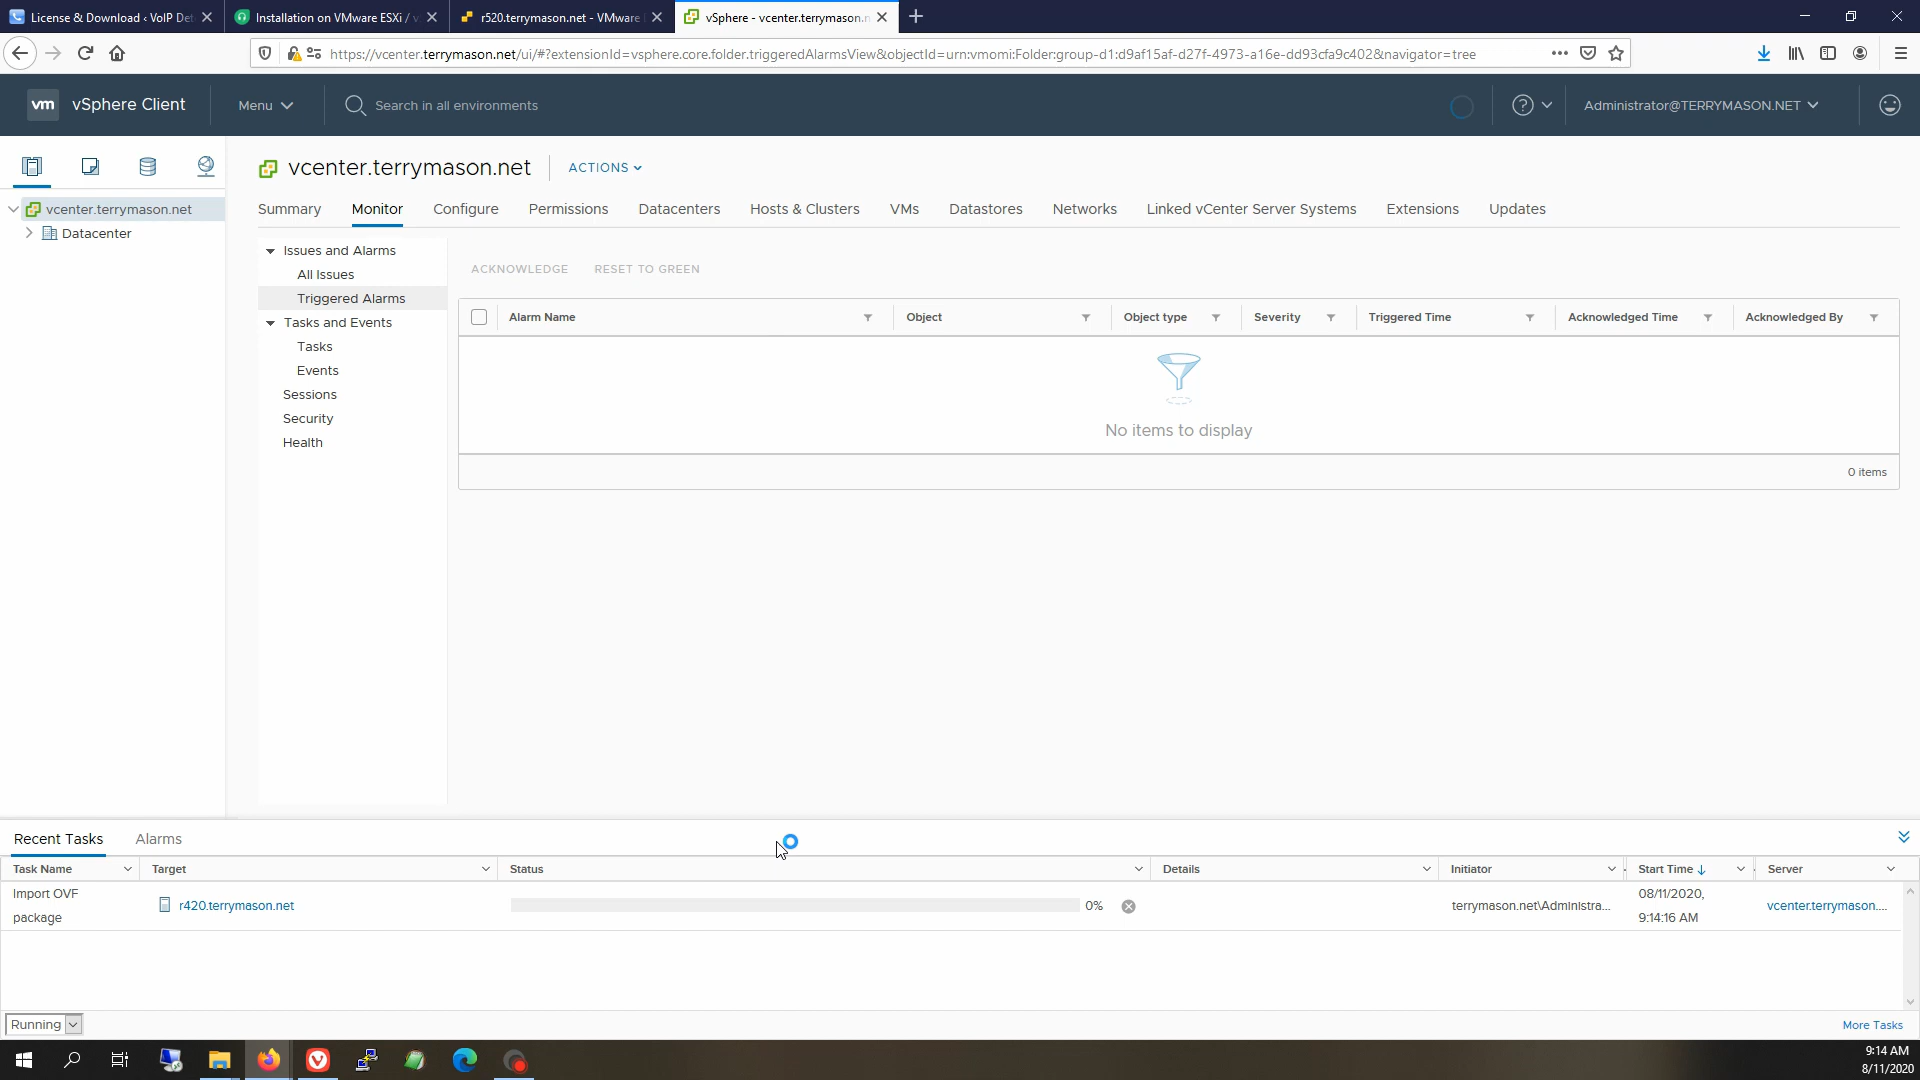 License & Download ‹ VoIP De
Installation on VMware ESXi / v
r520.terrymason.net - VMware
vSphere - vcenter.terrymason.n
https://vcenter.terrymason.net/ui/#?extensionId=vsphere.core.folder.triggeredAlarmsView&objectId=urn:vmomi:Folder:group-d1:d9af15af-d27f-4973-a16e-dd93cfa9c402&navigator=tree
vm vSphere Client
Menu
Search in all environments
Administrator@TERRYMASON.NET
vcenter.terrymason.net
Datacenter
vcenter.terrymason.net
ACTIONS
Summary Monitor Configure Permissions Datacenters Hosts & Clusters VMs Datastores Networks Linked vCenter Server Systems Extensions Updates
Issues and Alarms
All Issues
Triggered Alarms
Tasks and Events
Tasks
Events
Sessions
Security
Health
ACKNOWLEDGE RESET TO GREEN
Alarm Name Object Object type Severity Triggered Time Acknowledged Time Acknowledged By
No items to display
0 items
Recent Tasks Alarms
Task Name Target Status Details Initiator Start Time Server
Import OVF package
r420.terrymason.net
0%
terrymason.net\Administra...
08/11/2020, 9:14:16 AM
vcenter.terrymason....
Running
More Tasks
9:14 AM
8/11/2020